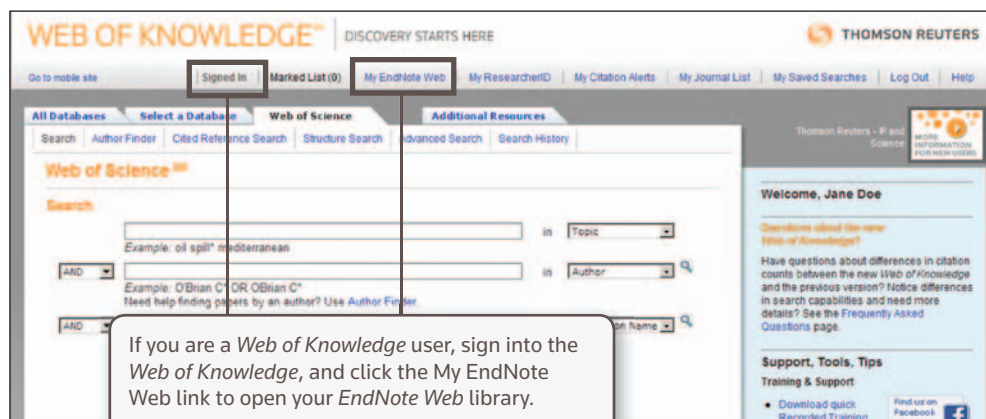 WEB OF KNOWLEDGE℠ DISCOVERY STARTS HERE THOMSON REUTERS
Go to mobile site Signed In Marked List (0) My EndNote Web My ResearcherID My Citation Alerts My Journal List My Saved Searches Log Out Help
All Databases Select a Database Web of Science Additional Resources
Search Author Finder Cited Reference Search Structure Search Advanced Search Search History
Thomson Reuters - IP and Science
MORE INFORMATION FOR NEW USERS
Web of Science
Search
in Topic
Example: oil spill* mediterranean
AND in Author
Example: O'Brian C* OR OBrian C*
Need help finding papers by an author? Use Author Finder.
AND on Name
If you are a Web of Knowledge user, sign into the
Web of Knowledge, and click the My EndNote
Web link to open your EndNote Web library.
Welcome, Jane Doe
Questions about the new
Web of Knowledge?
Have questions about differences in citation
counts between the new Web of Knowledge
and the previous version? Notice differences
in search capabilities and need more
details? See the Frequently Asked
Questions page.
Support, Tools, Tips
Training & Support
Download quick
Recorded Training
Find us on
Facebook